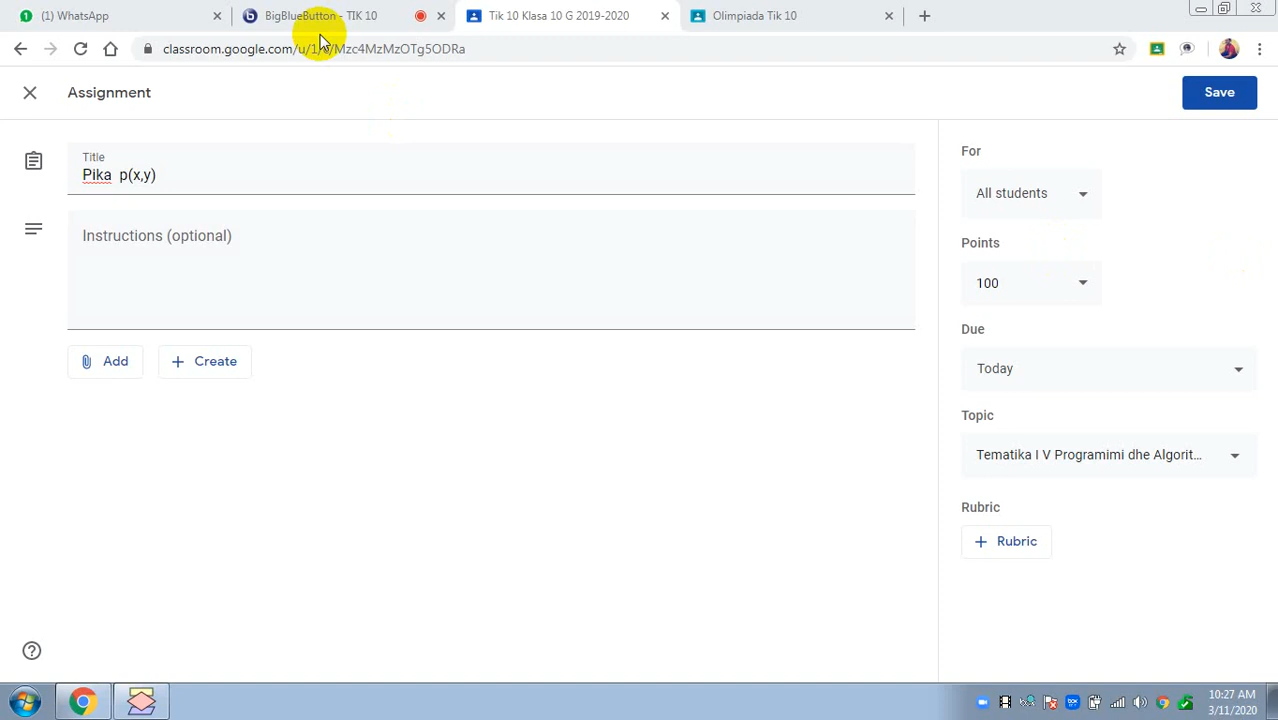 (1) WhatsApp
BigBlueButton - TIK 10
Tik 10 Klasa 10 G 2019-2020
Olimpiada Tik 10
classroom.google.com/u/1/c/Mzc4MzMzOTg5ODRa
Assignment
Save
Title
Pika p(x,y)
Instructions (optional)
Add
Create
For
All students
Points
100
Due
Today
Topic
Tematika I V Programimi dhe Algorit...
Rubric
Rubric
10:27 AM
3/11/2020